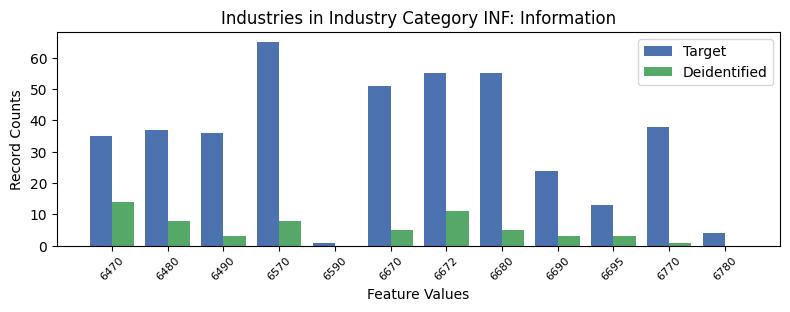 Industries in Industry Category INF: Information
Target
Deidentified
Record Counts
60
50
40
30
20
10
0
6470 6480 6490 6570 6590 6670 6672 6680 6690 6695 6770 6780
Feature Values